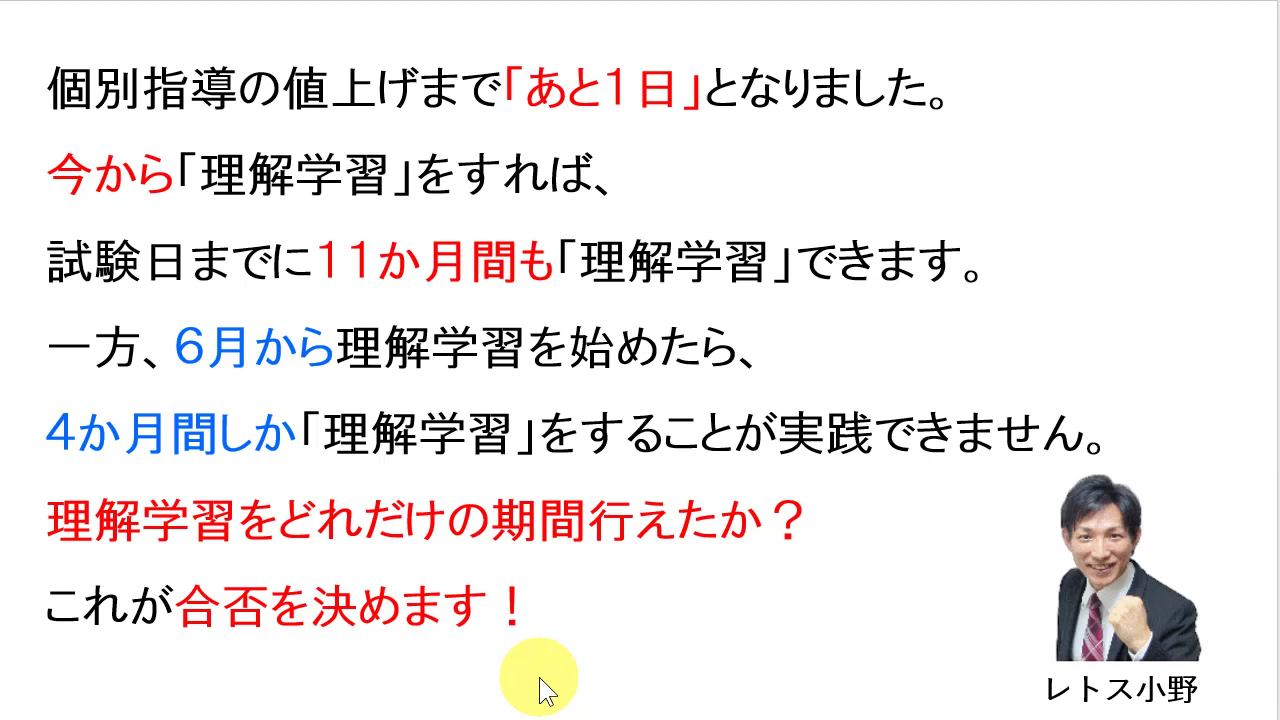 個別指導の値上げまで「あと1日」となりました。
今から「理解学習」をすれば、
試験日までに11か月間も「理解学習」できます。
一方、6月から理解学習を始めたら、
4か月間しか「理解学習」をすることが実践できません。
理解学習をどれだけの期間行えたか？
これが合否を決めます！
レトス小野